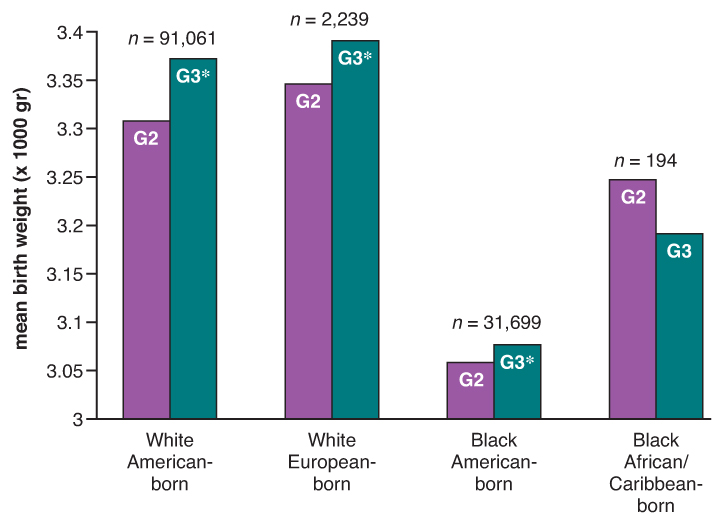 mean birth weight (x 1000 gr)
3.4
3.35
3.3
3.25
3.2
3.15
3.1
3.05
3
n = 91,061
G2
G3*
n = 2,239
G2
G3*
n = 31,699
G2
G3*
n = 194
G2
G3
White
American-
born
White
European-
born
Black
American-
born
Black
African/
Caribbean-
born